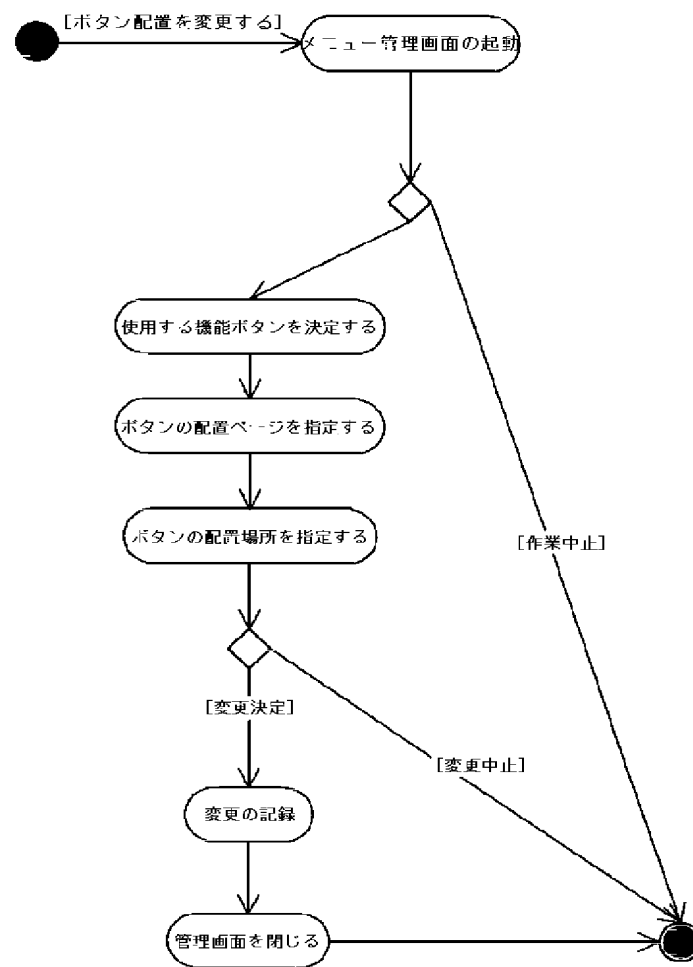 [ボタン配置を変更する]
メニュー管理画面の起動
使用する機能ボタンを決定する
ボタンの配置ページを指定する
ボタンの配置場所を指定する
[作業中止]
[変更決定]
[変更中止]
変更の記録
管理画面を閉じる